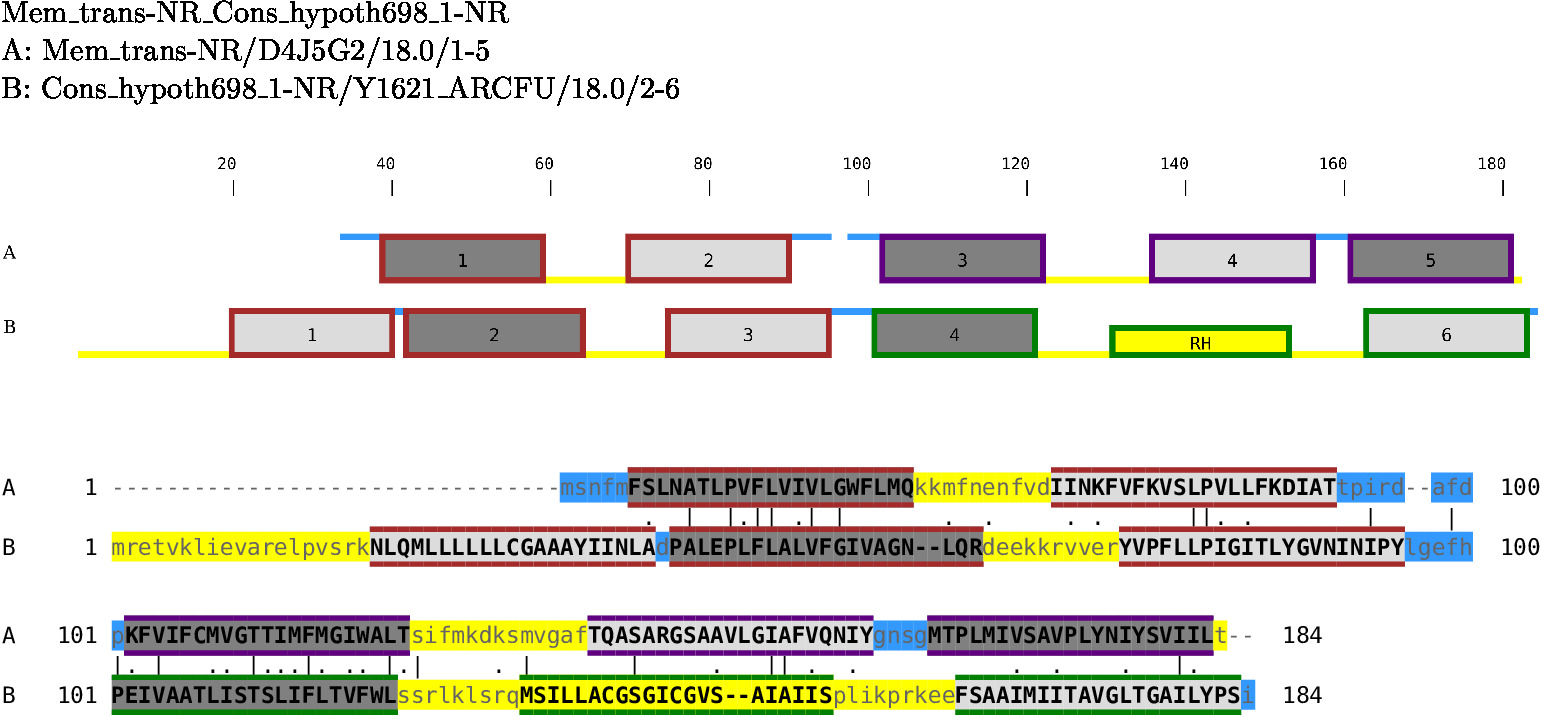 Mem_trans-NR_Cons_hypoth698_1-NR
A: Mem_trans-NR/D4J5G2/18.0/1-5
B: Cons_hypoth698_1-NR/Y1621_ARCFU/18.0/2-6
20 40 60 80 100 120 140 160 180
A 1 2 3 4 5
B 1 2 3 4 RH 6
A 1 ---------------------------------msnfmFSLNATLPVFLVIVLGWFLMQkkmfnenfvdIINKFVFKVSLPVLLFKDIATtpird--afd 100
B 1 mretvklievarelpvsrkNLQMLLLLLLCGAAAYIINLAdPALEPLFLALVFGIVAGN--LQRdeekkrvverYVPFLLPIGITLYGVNINIPYlgefh 100
A 101 pKFVIFCMVGTTIMFMGIWALTsifmkdksmvgafTQASARGSAAVLGIAFVQNIYgnsgMTPLMIVSAVPLYNIYSVIILt-- 184
B 101 PEIVAATLISTSLIFLTVFWLssrlklsrqMSILLACGSGICGVS--AIAIISplikprkeeFSAAIMIITAVGLTGAILYPSi 184